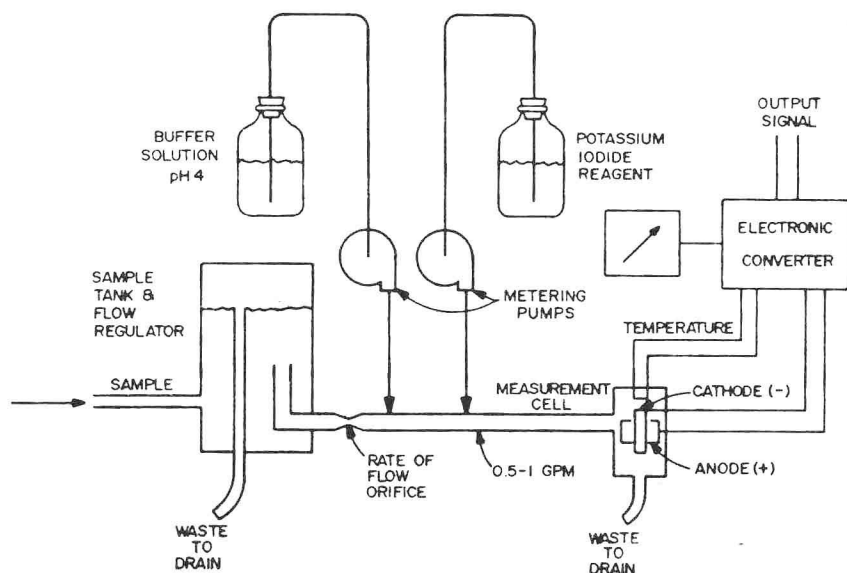 BUFFER
SOLUTION
pH 4
POTASSIUM
IODIDE
REAGENT
OUTPUT
SIGNAL
ELECTRONIC
CONVERTER
SAMPLE
TANK &
FLOW
REGULATOR
METERING
PUMPS
TEMPERATURE
SAMPLE
MEASUREMENT
CELL
CATHODE (-)
RATE OF
FLOW
ORIFICE
0.5-1 GPM
ANODE (+)
WASTE
TO
DRAIN
WASTE
TO
DRAIN